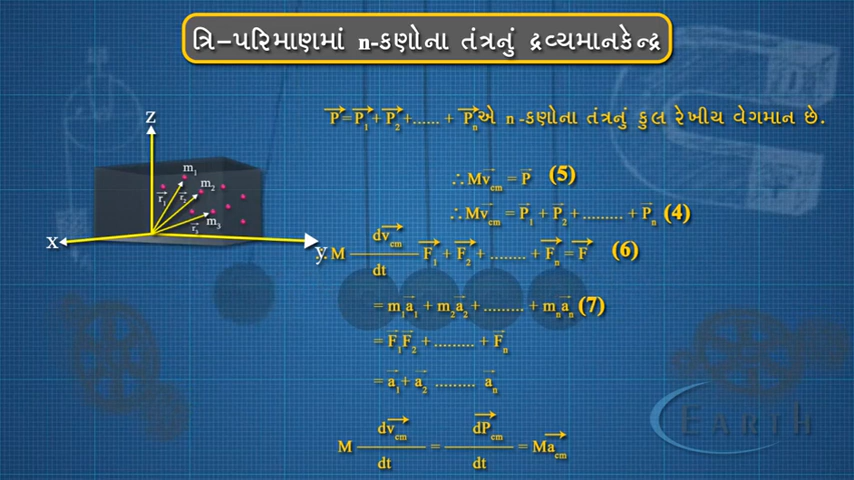 ત્રિ-પરિમાણમાં n-કણોના તંત્રનું દ્રવ્યમાનકેન્દ્ર
P = P1 + P2 + ...... + Pn એ n -કણોના તંત્રનું કુલ રેખીય વેગમાન છે.
Z
m1
m2
r1 r2
m3
r3
X
y
∴ Mvcm = P (5)
∴ Mvcm = P1 + P2 + ......... + Pn (4)
∴ M dvcm/dt F1 + F2 + ........ + Fn = F (6)
= m1a1 + m2a2 + ......... + mnan (7)
= F1F2 + ......... + Fn
= a1 + a2 ......... an
M dvcm/dt = dPcm/dt = Macm
EARTH